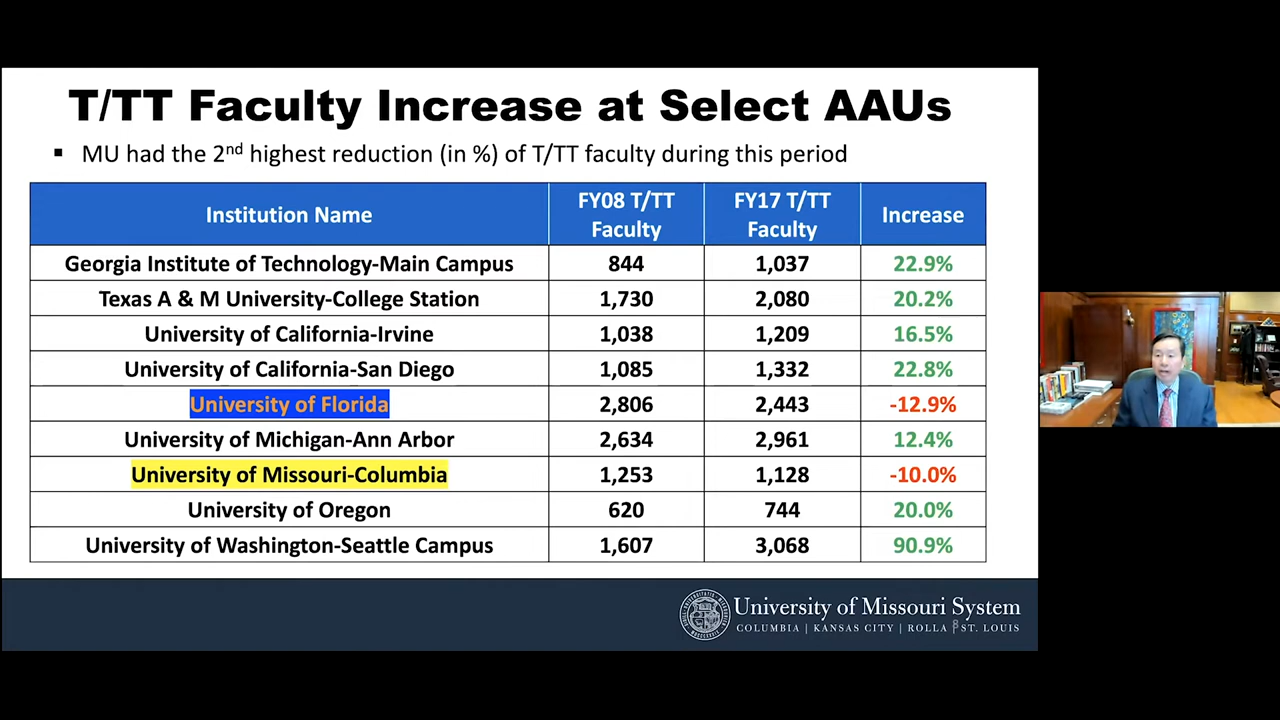 T/TT Faculty Increase at Select AAUs
▪ MU had the 2nd highest reduction (in %) of T/TT faculty during this period
Institution Name FY08 T/TT Faculty FY17 T/TT Faculty Increase
Georgia Institute of Technology-Main Campus 844 1,037 22.9%
Texas A & M University-College Station 1,730 2,080 20.2%
University of California-Irvine 1,038 1,209 16.5%
University of California-San Diego 1,085 1,332 22.8%
University of Florida 2,806 2,443 -12.9%
University of Michigan-Ann Arbor 2,634 2,961 12.4%
University of Missouri-Columbia 1,253 1,128 -10.0%
University of Oregon 620 744 20.0%
University of Washington-Seattle Campus 1,607 3,068 90.9%
University of Missouri System
COLUMBIA | KANSAS CITY | ROLLA | ST. LOUIS
8